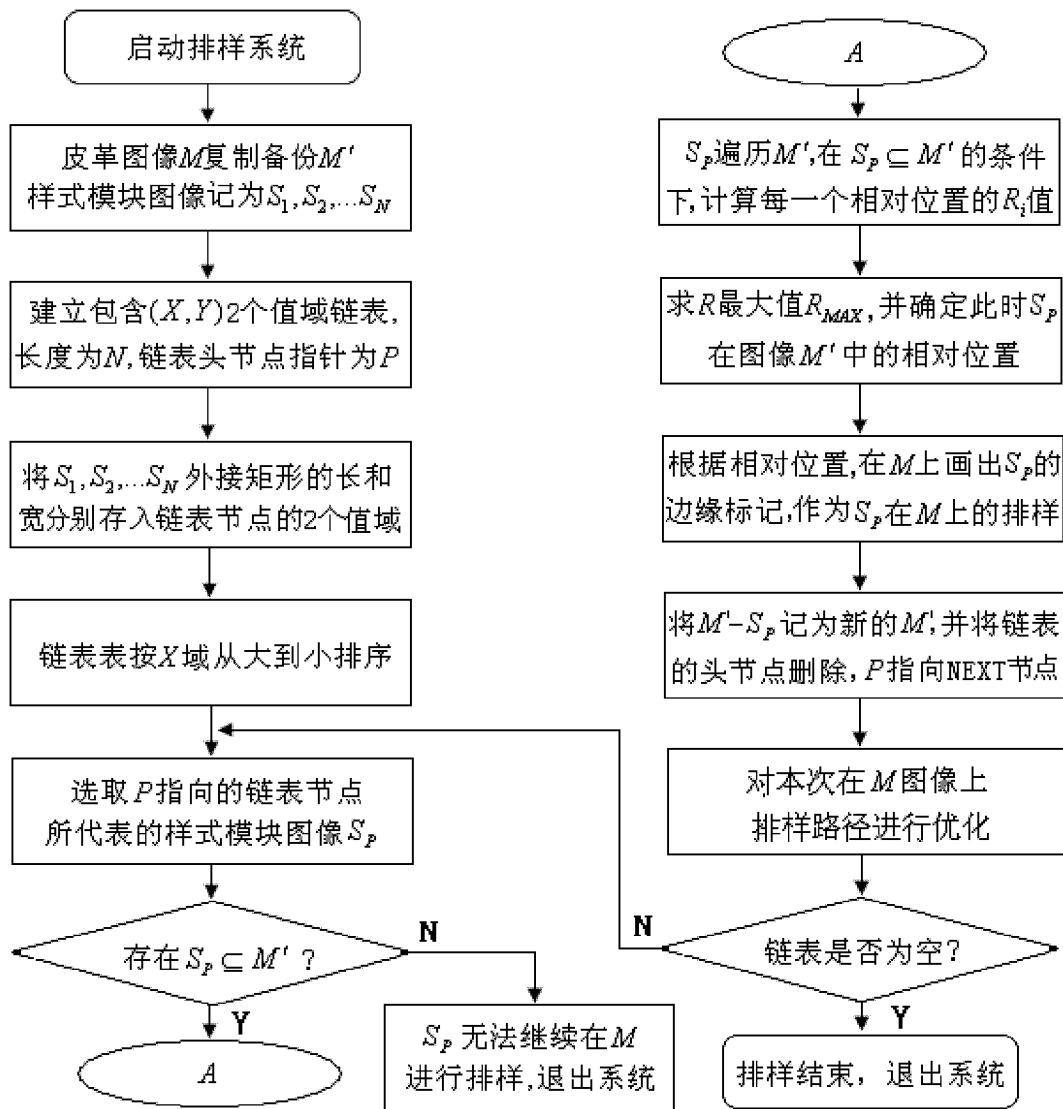 启动排样系统
皮革图像M复制备份M′
样式模块图像记为S₁,S₂,...S_N
建立包含(X,Y)2个值域链表,
长度为N,链表头节点指针为P
将S₁,S₂,...S_N外接矩形的长和
宽分别存入链表节点的2个值域
链表表按X域从大到小排序
选取P指向的链表节点
所代表的样式模块图像S_P
存在S_P⊆M′？
N
Y
A
S_P无法继续在M
进行排样,退出系统
A
S_P遍历M′,在S_P⊆M′的条件
下,计算每一个相对位置的R_i值
求R最大值R_MAX,并确定此时S_P
在图像M′中的相对位置
根据相对位置,在M上画出S_P的
边缘标记,作为S_P在M上的排样
将M′-S_P记为新的M′,并将链表
的头节点删除，P指向NEXT节点
对本次在M图像上
排样路径进行优化
N
链表是否为空？
Y
排样结束，退出系统